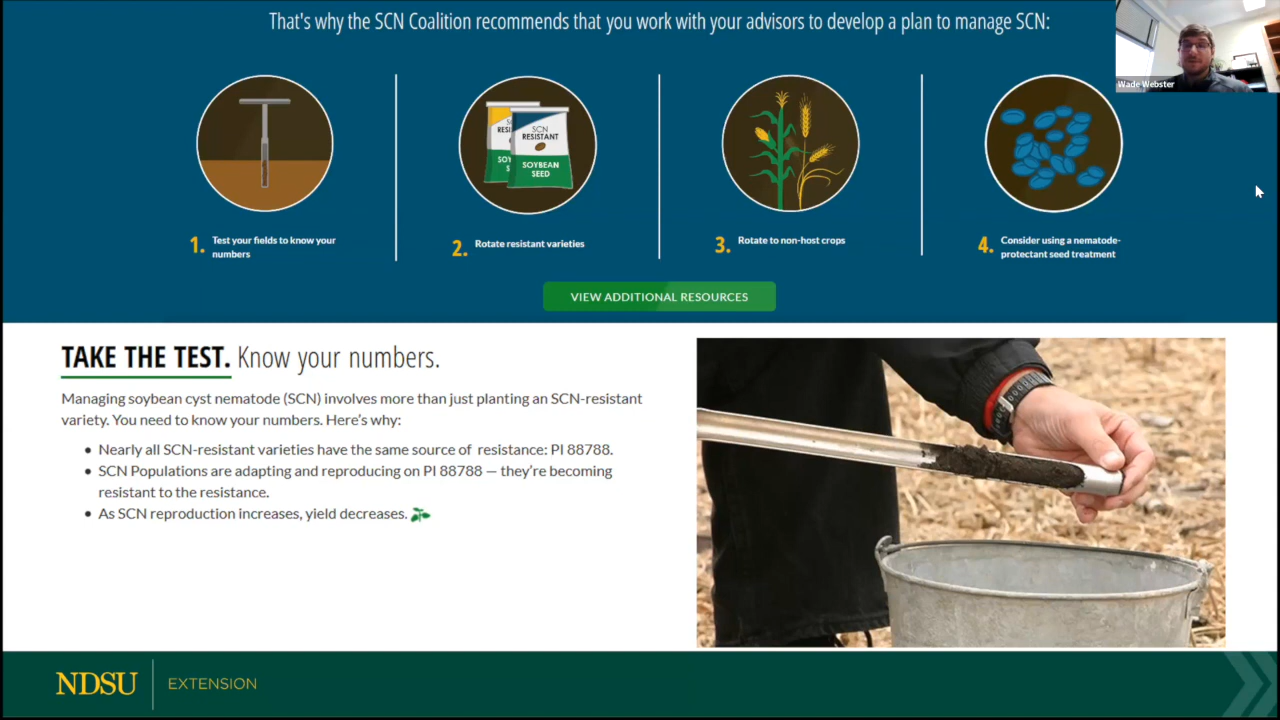 That's why the SCN Coalition recommends that you work with your advisors to develop a plan to manage SCN:
Wade Webster
SCN
RESISTANT
SOYBEAN
SEED
1. Test your fields to know your
numbers
2. Rotate resistant varieties
3. Rotate to non-host crops
4. Consider using a nematode-
protectant seed treatment
VIEW ADDITIONAL RESOURCES
TAKE THE TEST. Know your numbers.
Managing soybean cyst nematode (SCN) involves more than just planting an SCN-resistant
variety. You need to know your numbers. Here's why:
• Nearly all SCN-resistant varieties have the same source of resistance: PI 88788.
• SCN Populations are adapting and reproducing on PI 88788 — they're becoming
resistant to the resistance.
• As SCN reproduction increases, yield decreases.
NDSU EXTENSION